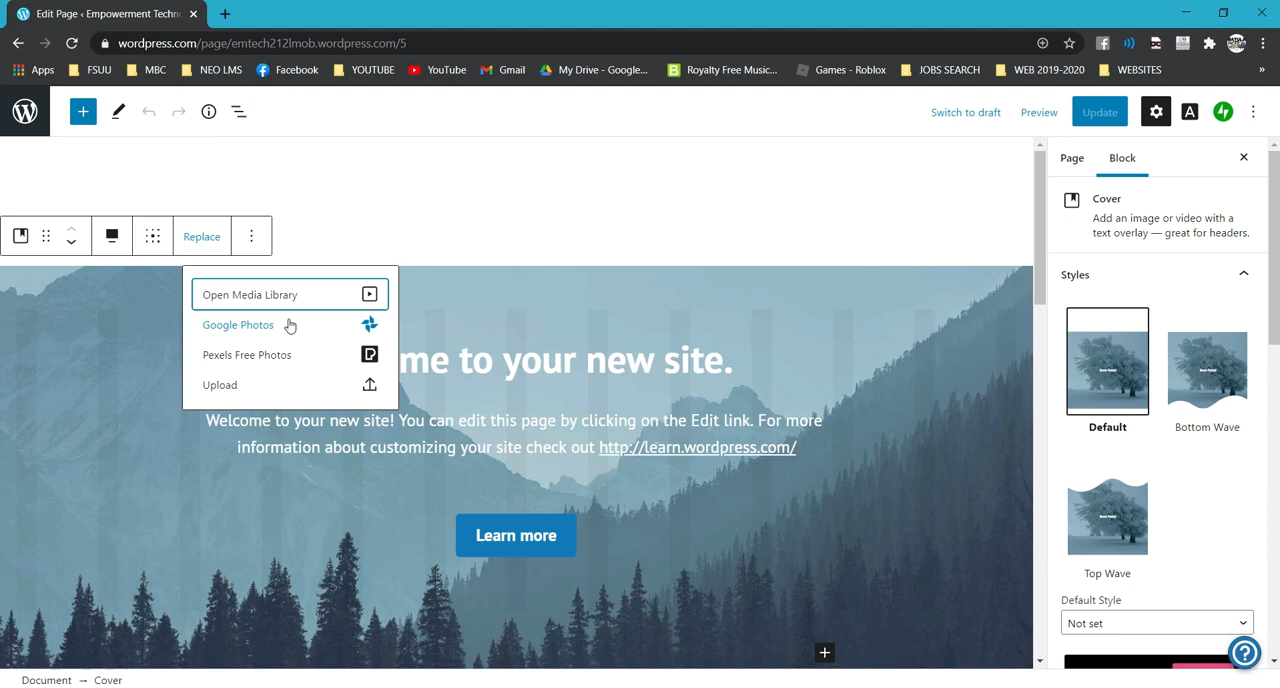 Edit Page ‹ Empowerment Techno
wordpress.com/page/emtech212lmob.wordpress.com/5
Apps FSUU MBC NEO LMS Facebook YOUTUBE YouTube Gmail My Drive - Google... Royalty Free Music... Games - Roblox JOBS SEARCH WEB 2019-2020 WEBSITES »
Switch to draft Preview Update A
Page Block
Cover
Add an image or video with a
text overlay — great for headers.
Replace
Styles
Open Media Library
Google Photos
Pexels Free Photos
Upload
me to your new site.
Welcome to your new site! You can edit this page by clicking on the Edit link. For more
information about customizing your site check out http://learn.wordpress.com/
Learn more
Default
Bottom Wave
Top Wave
Default Style
Not set
Document → Cover